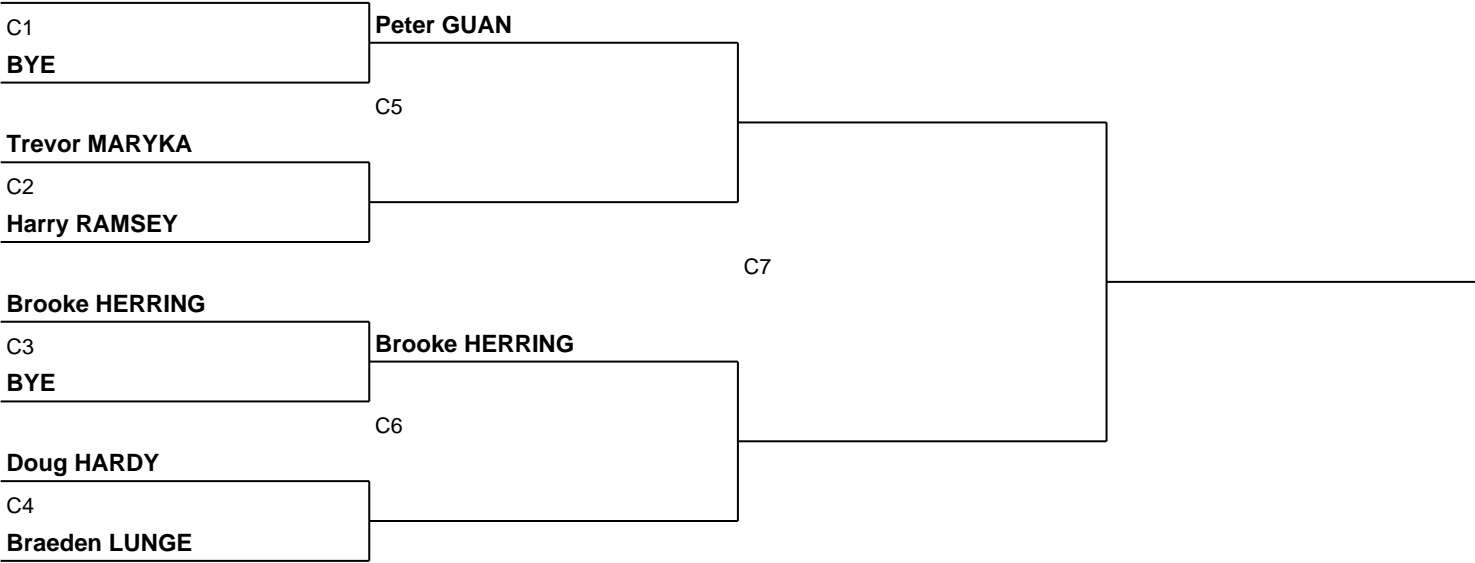 C1
Peter GUAN
BYE
C5
Trevor MARYKA
C2
Harry RAMSEY
C7
Brooke HERRING
C3
Brooke HERRING
BYE
C6
Doug HARDY
C4
Braeden LUNGE